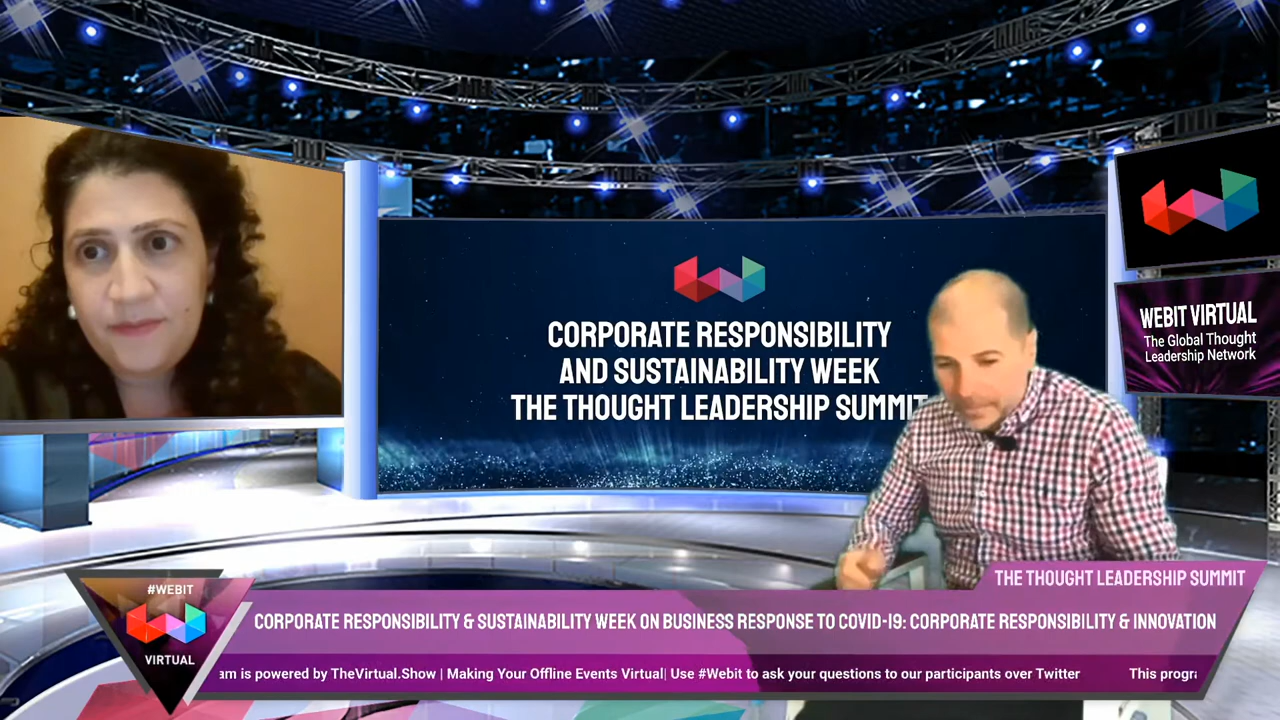 CORPORATE RESPONSIBILITY
AND SUSTAINABILITY WEEK
THE THOUGHT LEADERSHIP SUMMIT
WEBIT VIRTUAL
The Global Thought
Leadership Network
THE THOUGHT LEADERSHIP SUMMIT
#WEBIT
VIRTUAL
CORPORATE RESPONSIBILITY & SUSTAINABILITY WEEK ON BUSINESS RESPONSE TO COVID-19: CORPORATE RESPONSIBILITY & INNOVATION
am is powered by TheVirtual.Show | Making Your Offline Events Virtual| Use #Webit to ask your questions to our participants over Twitter This progra